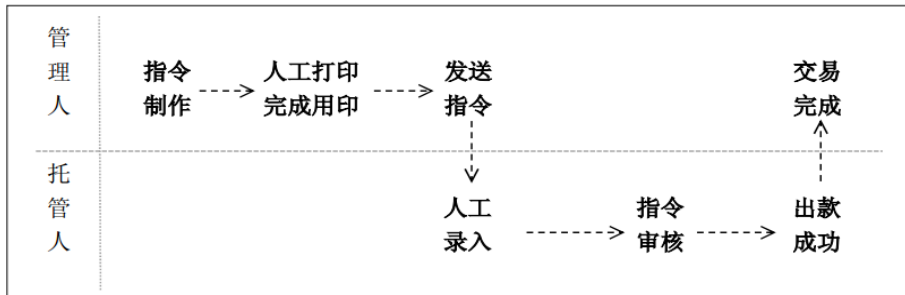 管
理
人
指令
制作
人工打印
完成用印
发送
指令
交易
完成
托
管
人
人工
录入
指令
审核
出款
成功